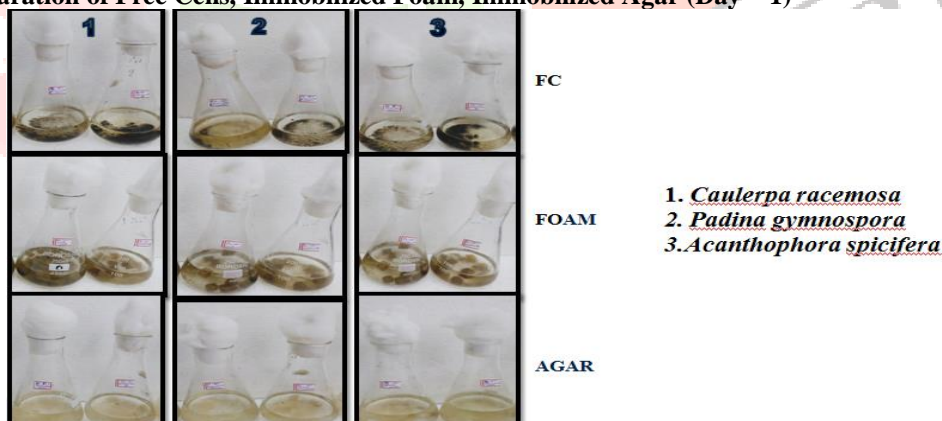 aration of Free Cells, Immobilized Foam, Immobilized Agar (Day – 1)
1 2 3
FC
FOAM
1. Caulerpa racemosa
2. Padina gymnospora
3.Acanthophora spicifera
AGAR